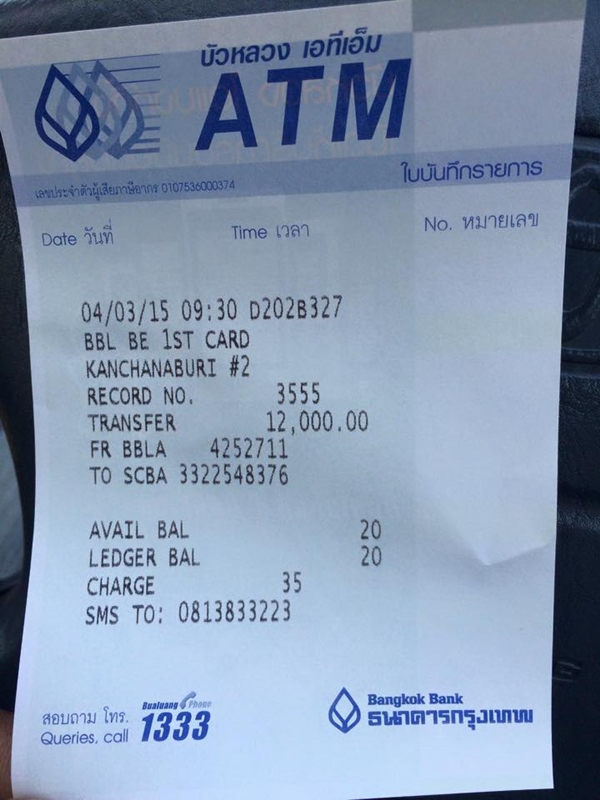 บัวหลวง เอทีเอ็ม
ATM
ใบบันทึกรายการ
เลขประจำตัวผู้เสียภาษีอากร 0107536000374
Date วันที่ Time เวลา No. หมายเลข
04/03/15 09:30 D202B327
BBL BE 1ST CARD
KANCHANABURI #2
RECORD NO. 3555
TRANSFER 12,000.00
FR BBLA 4252711
TO SCBA 3322548376
AVAIL BAL 20
LEDGER BAL 20
CHARGE 35
SMS TO: 0813833223
สอบถาม โทร.
Queries, call
Bualuang Phone
1333
Bangkok Bank
ธนาคารกรุงเทพ